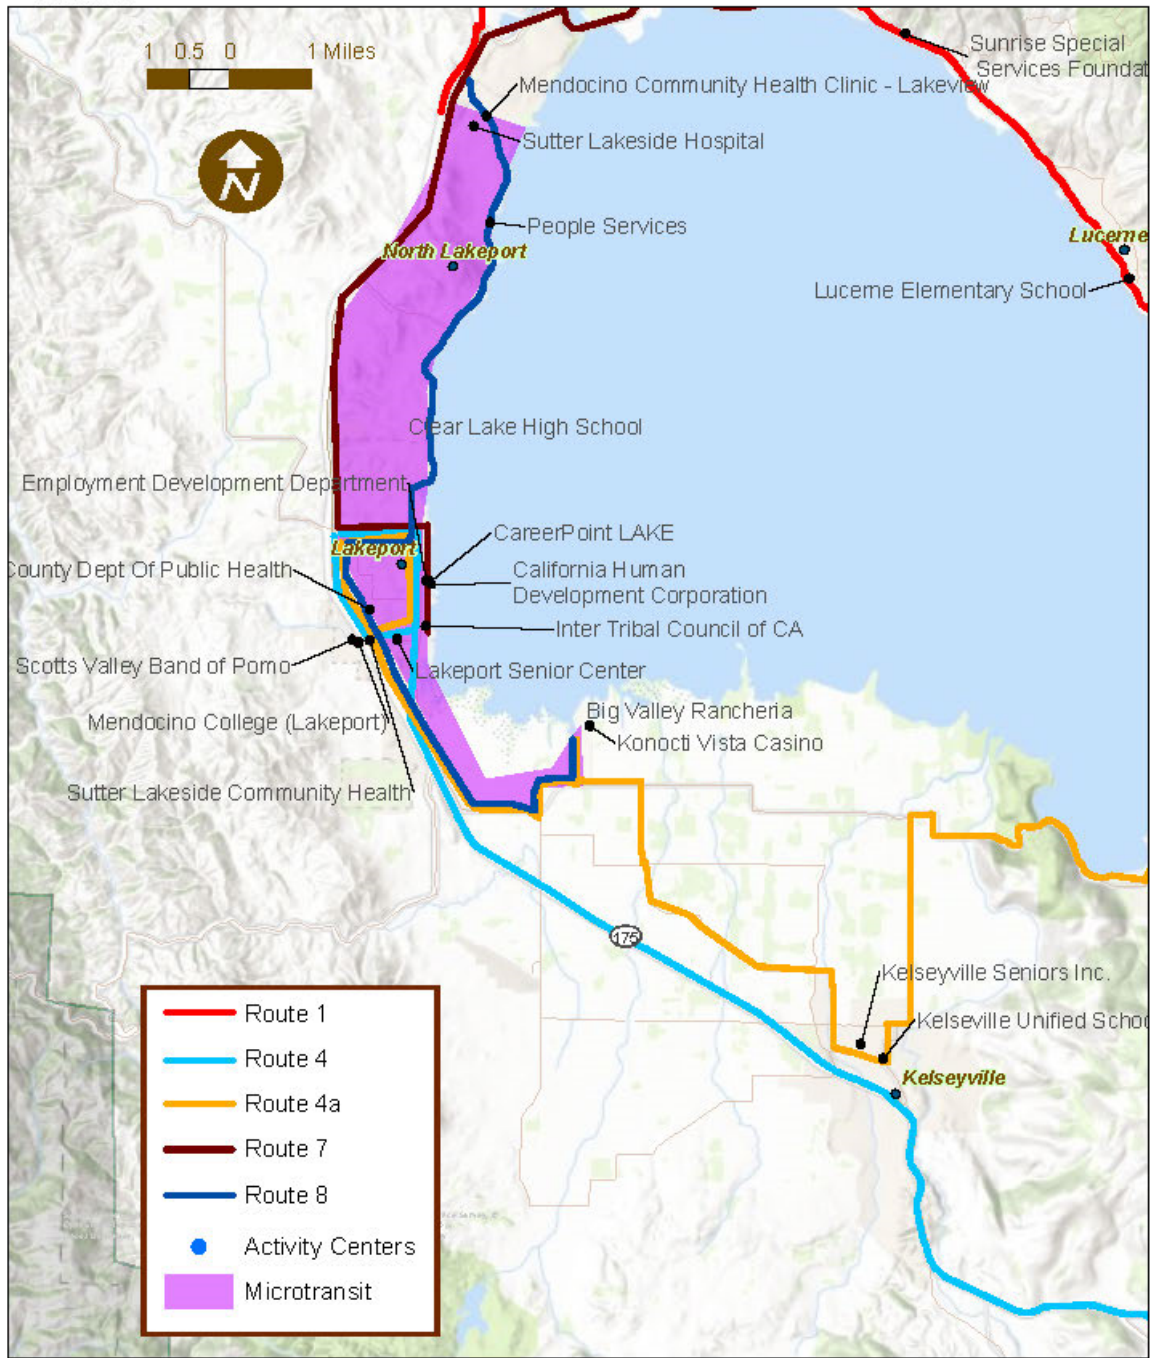 1 0.5 0 1 Miles
Sunrise Special
Services Foundat
Mendocino Community Health Clinic - Lakeview
Sutter Lakeside Hospital
N
People Services
North Lakeport
Lucerne
Lucerne Elementary School
Clear Lake High School
Employment Development Department
CareerPoint LAKE
Lakeport
County Dept Of Public Health
California Human
Development Corporation
Inter Tribal Council of CA
Scotts Valley Band of Pomo
Lakeport Senior Center
Mendocino College (Lakeport)
Big Valley Rancheria
Konocti Vista Casino
Sutter Lakeside Community Health
175
Kelseyville Seniors Inc.
Kelseville Unified Schoo
Kelseyville
Route 1
Route 4
Route 4a
Route 7
Route 8
Activity Centers
Microtransit